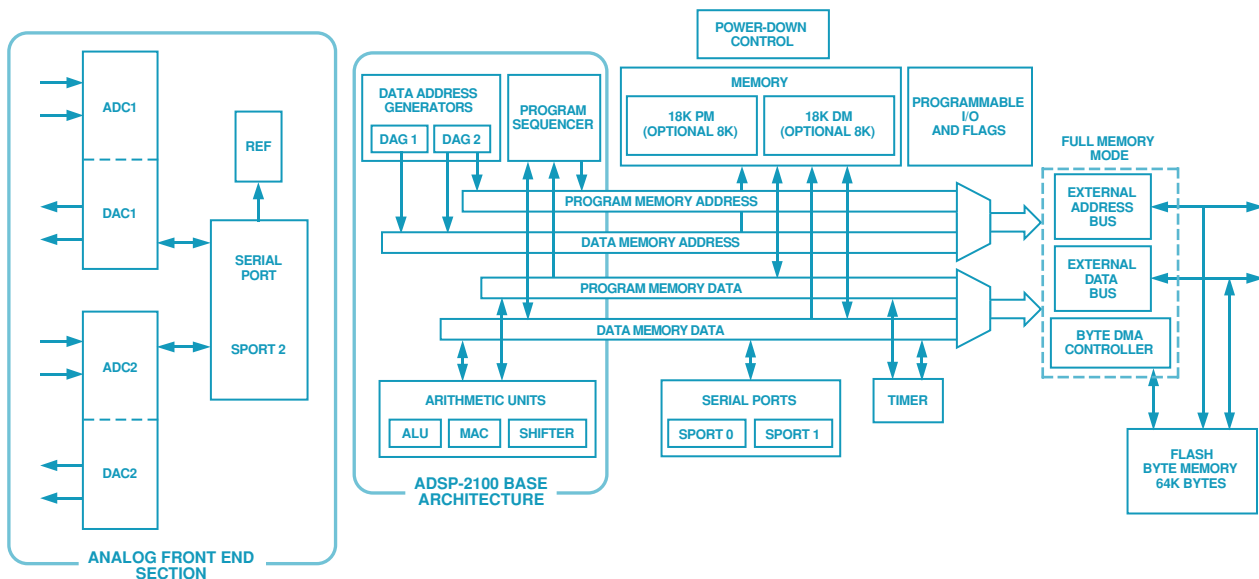 ADC1
DAC1
REF
SERIAL
PORT
SPORT 2
ADC2
DAC2
ANALOG FRONT END
SECTION
DATA ADDRESS
GENERATORS
DAG 1
DAG 2
PROGRAM
SEQUENCER
ARITHMETIC UNITS
ALU
MAC
SHIFTER
ADSP-2100 BASE
ARCHITECTURE
POWER-DOWN
CONTROL
MEMORY
18K PM
(OPTIONAL 8K)
18K DM
(OPTIONAL 8K)
PROGRAMMABLE
I/O
AND FLAGS
PROGRAM MEMORY ADDRESS
DATA MEMORY ADDRESS
PROGRAM MEMORY DATA
DATA MEMORY DATA
SERIAL PORTS
SPORT 0
SPORT 1
TIMER
FULL MEMORY
MODE
EXTERNAL
ADDRESS
BUS
EXTERNAL
DATA
BUS
BYTE DMA
CONTROLLER
FLASH
BYTE MEMORY
64K BYTES